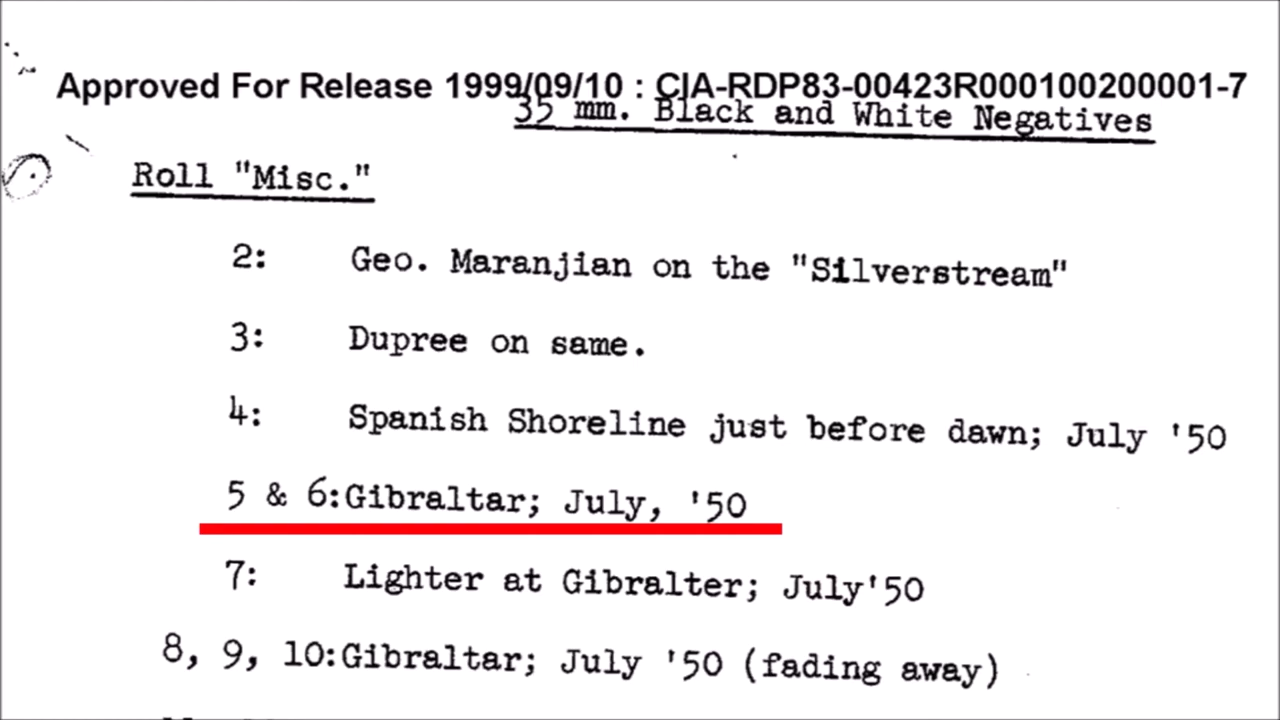 Approved For Release 1999/09/10 : CIA-RDP83-00423R000100200001-7
35 mm. Black and White Negatives
Roll "Misc."
2: Geo. Maranjian on the "Silverstream"
3: Dupree on same.
4: Spanish Shoreline just before dawn; July '50
5 & 6:Gibraltar; July, '50
7: Lighter at Gibralter; July'50
8, 9, 10:Gibraltar; July '50 (fading away)